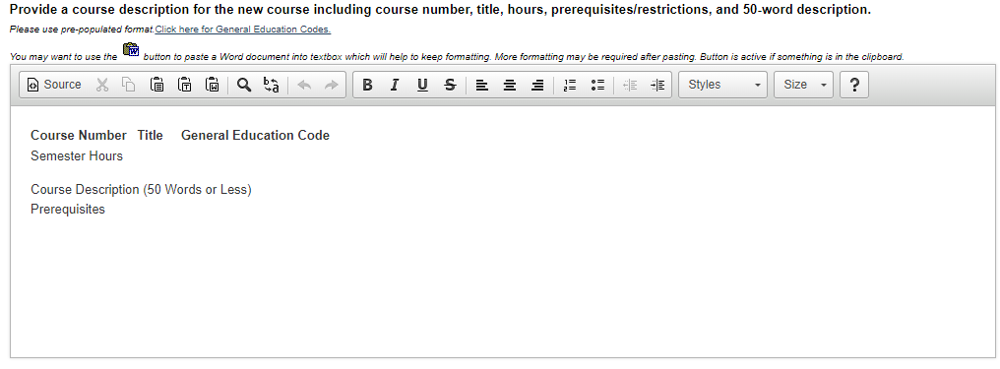 Provide a course description for the new course including course number, title, hours, prerequisites/restrictions, and 50-word description.
Please use pre-populated format.Click here for General Education Codes.
You may want to use the button to paste a Word document into textbox which will help to keep formatting. More formatting may be required after pasting. Button is active if something is in the clipboard.
Source B I U S Styles Size ?
Course Number Title General Education Code
Semester Hours
Course Description (50 Words or Less)
Prerequisites